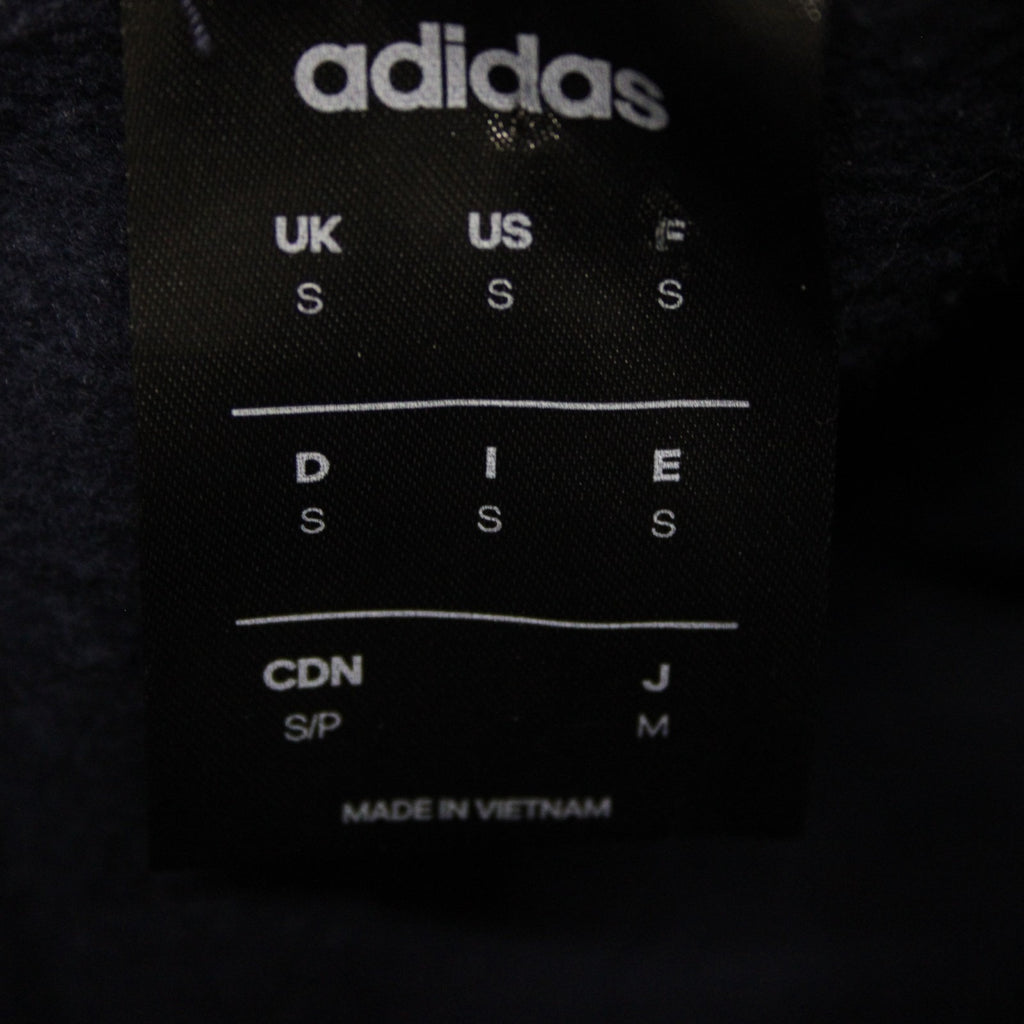 adidas
UK US F
S S S
D I E
S S S
CDN J
S/P M
MADE IN VIETNAM